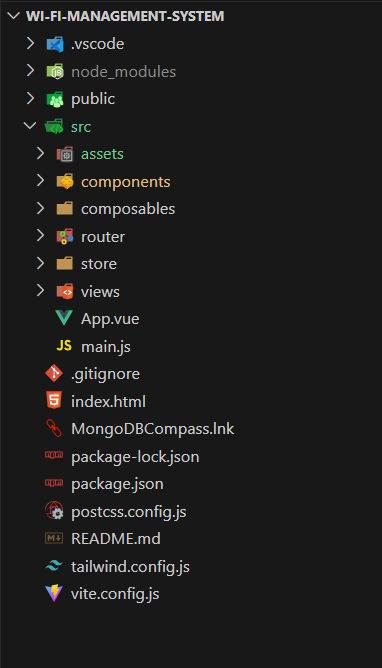 WI-FI-MANAGEMENT-SYSTEM
.vscode
node_modules
public
src
assets
components
composables
router
store
views
App.vue
JS main.js
.gitignore
index.html
MongoDBCompass.lnk
package-lock.json
package.json
postcss.config.js
README.md
tailwind.config.js
vite.config.js